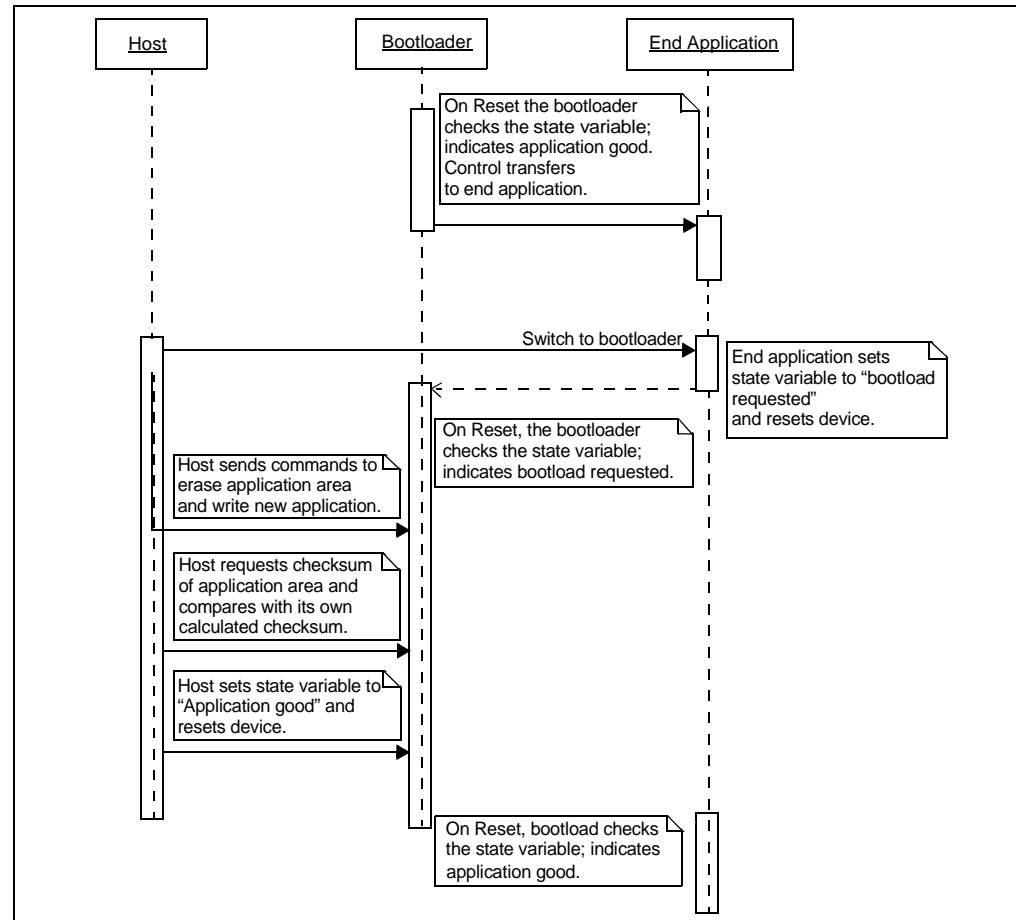 Host
Bootloader
End Application
On Reset the bootloader
checks the state variable;
indicates application good.
Control transfers
to end application.
Switch to bootloader
End application sets
state variable to “bootload
requested”
and resets device.
On Reset, the bootloader
checks the state variable;
indicates bootload requested.
Host sends commands to
erase application area
and write new application.
Host requests checksum
of application area and
compares with its own
calculated checksum.
Host sets state variable to
“Application good” and
resets device.
On Reset, bootload checks
the state variable; indicates
application good.